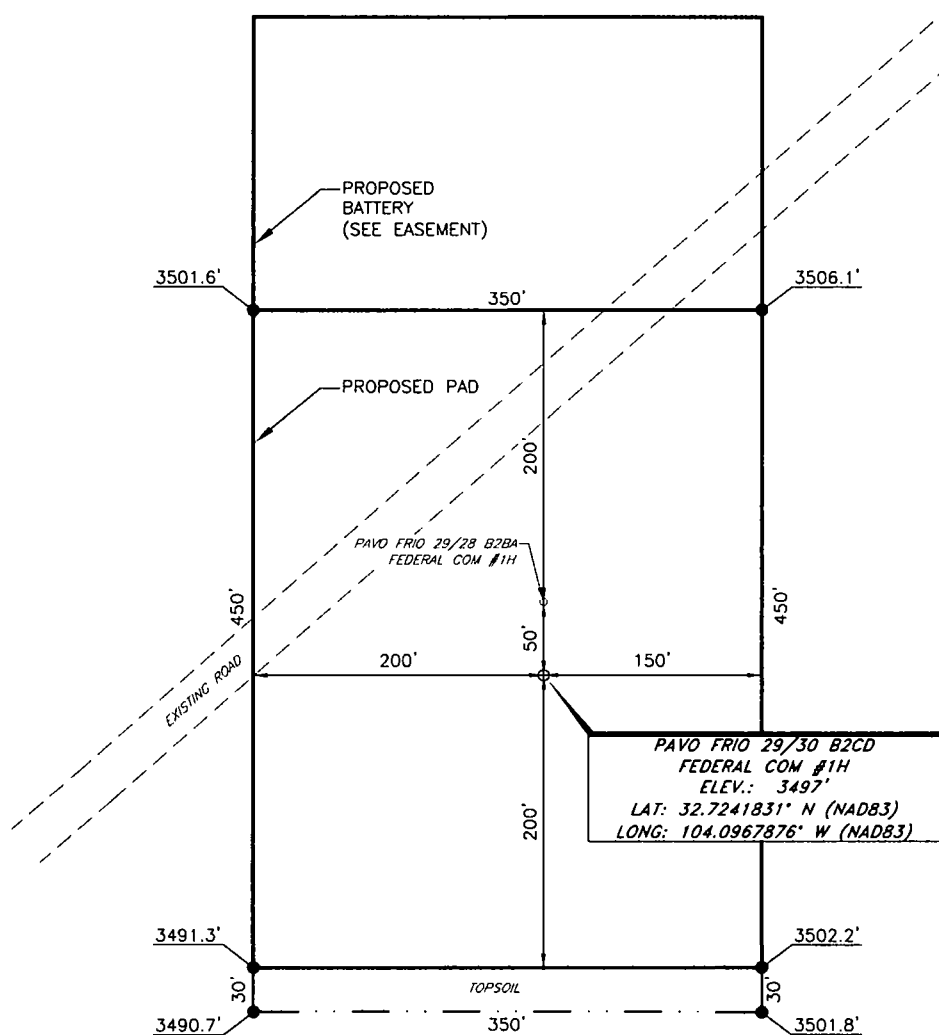 PROPOSED
BATTERY
(SEE EASEMENT)
3501.6'
3506.1'
350'
PROPOSED PAD
200'
PAVO FRIO 29/28 B2BA
FEDERAL COM #1H
450'
450'
50'
EXISTING ROAD
200'
150'
PAVO FRIO 29/30 B2CD
FEDERAL COM #1H
ELEV.: 3497'
LAT: 32.7241831° N (NAD83)
LONG: 104.0967876° W (NAD83)
200'
3491.3'
3502.2'
30'
TOPSOIL
30'
3490.7'
350'
3501.8'